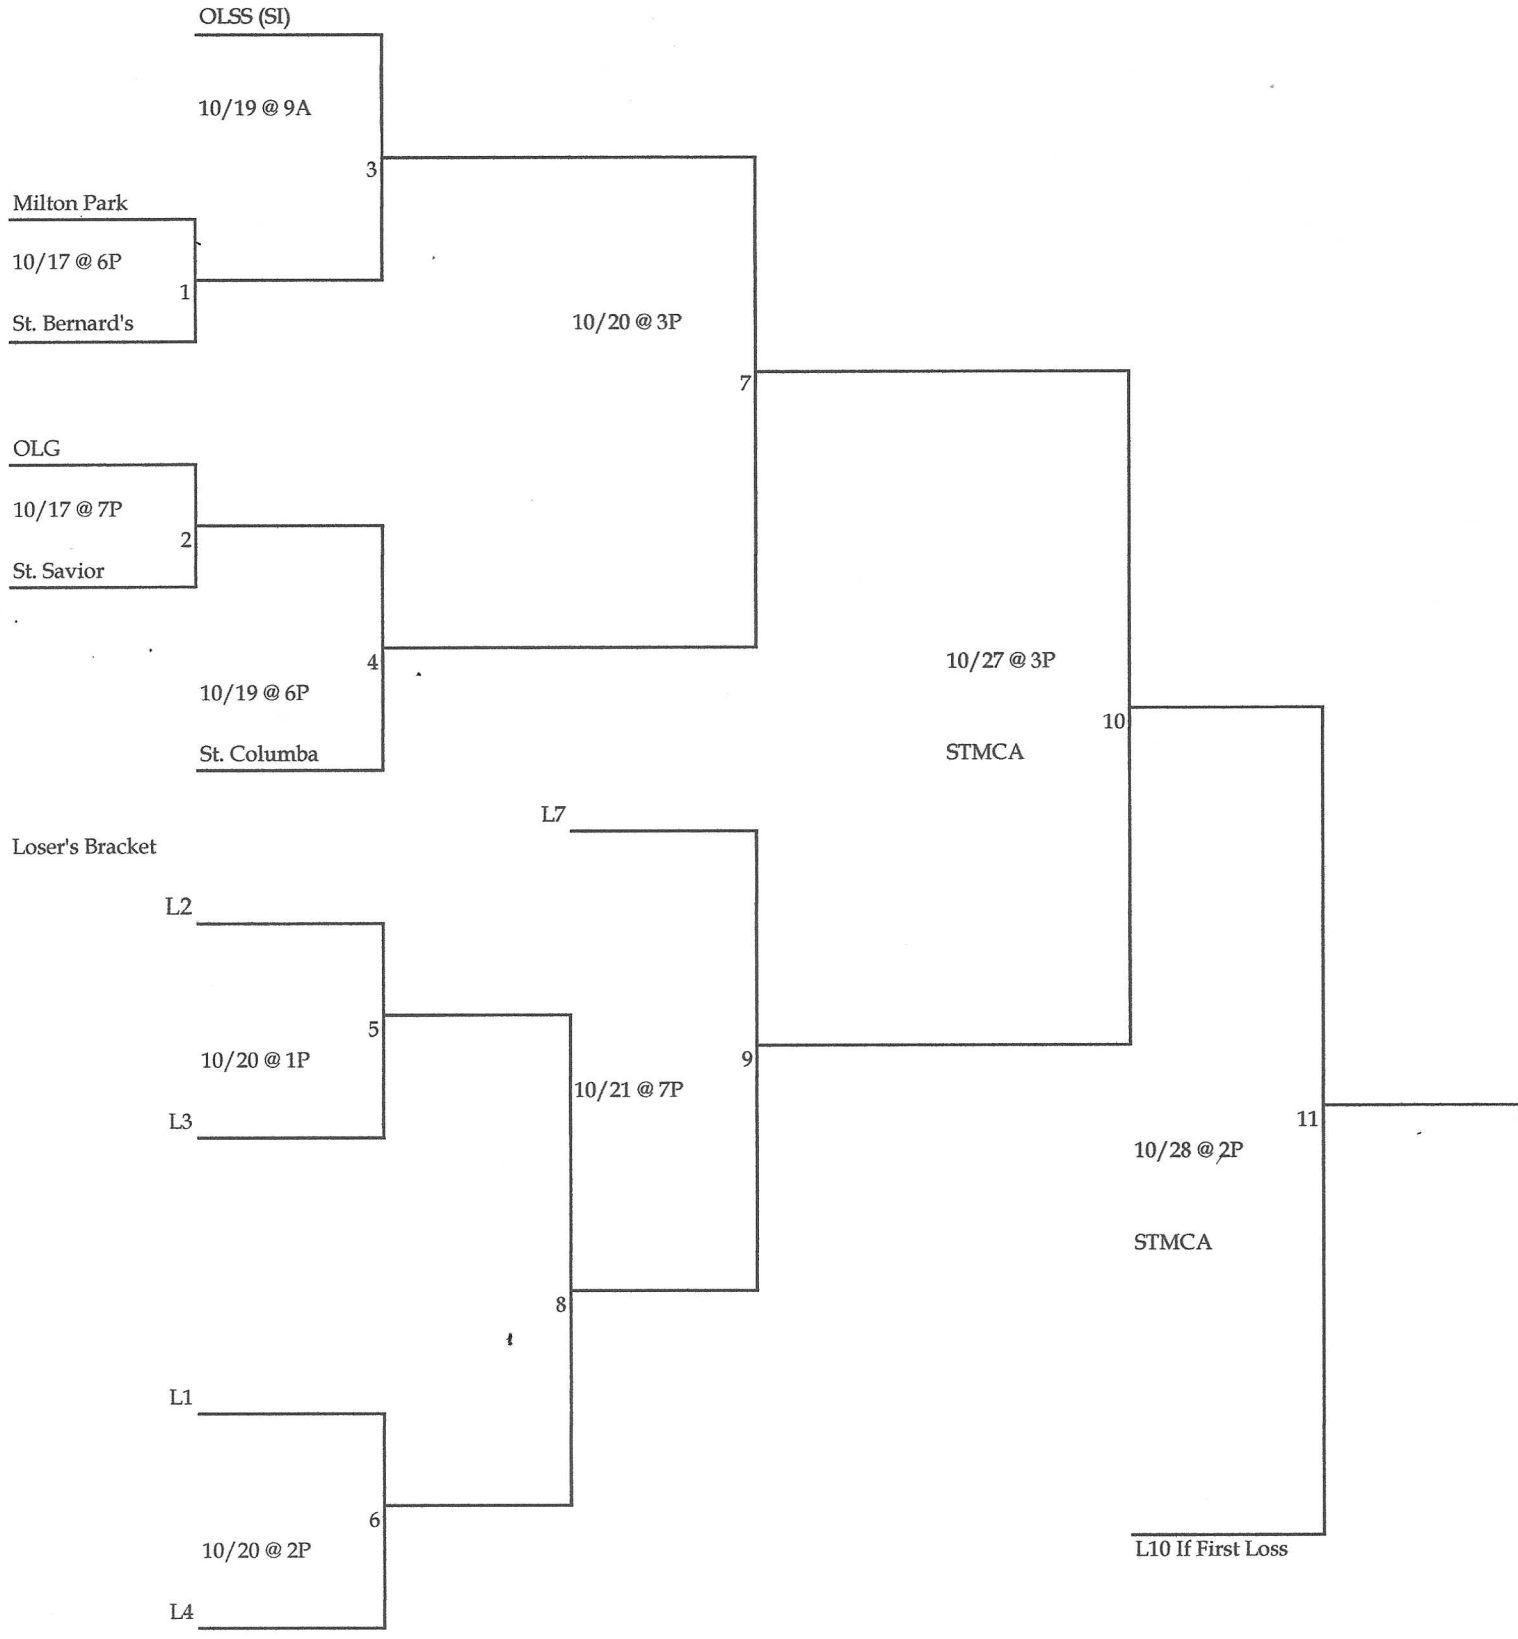 OLSS (SI)
10/19 @ 9A
3
Milton Park
10/17 @ 6P
1
St. Bernard's
10/20 @ 3P
7
OLG
10/17 @ 7P
2
St. Savior
4
10/19 @ 6P
St. Columba
10/27 @ 3P
10
STMCA
L7
Loser's Bracket
L2
5
10/20 @ 1P
L3
9
10/21 @ 7P
11
10/28 @ 2P
STMCA
8
L1
6
10/20 @ 2P
L4
L10 If First Loss